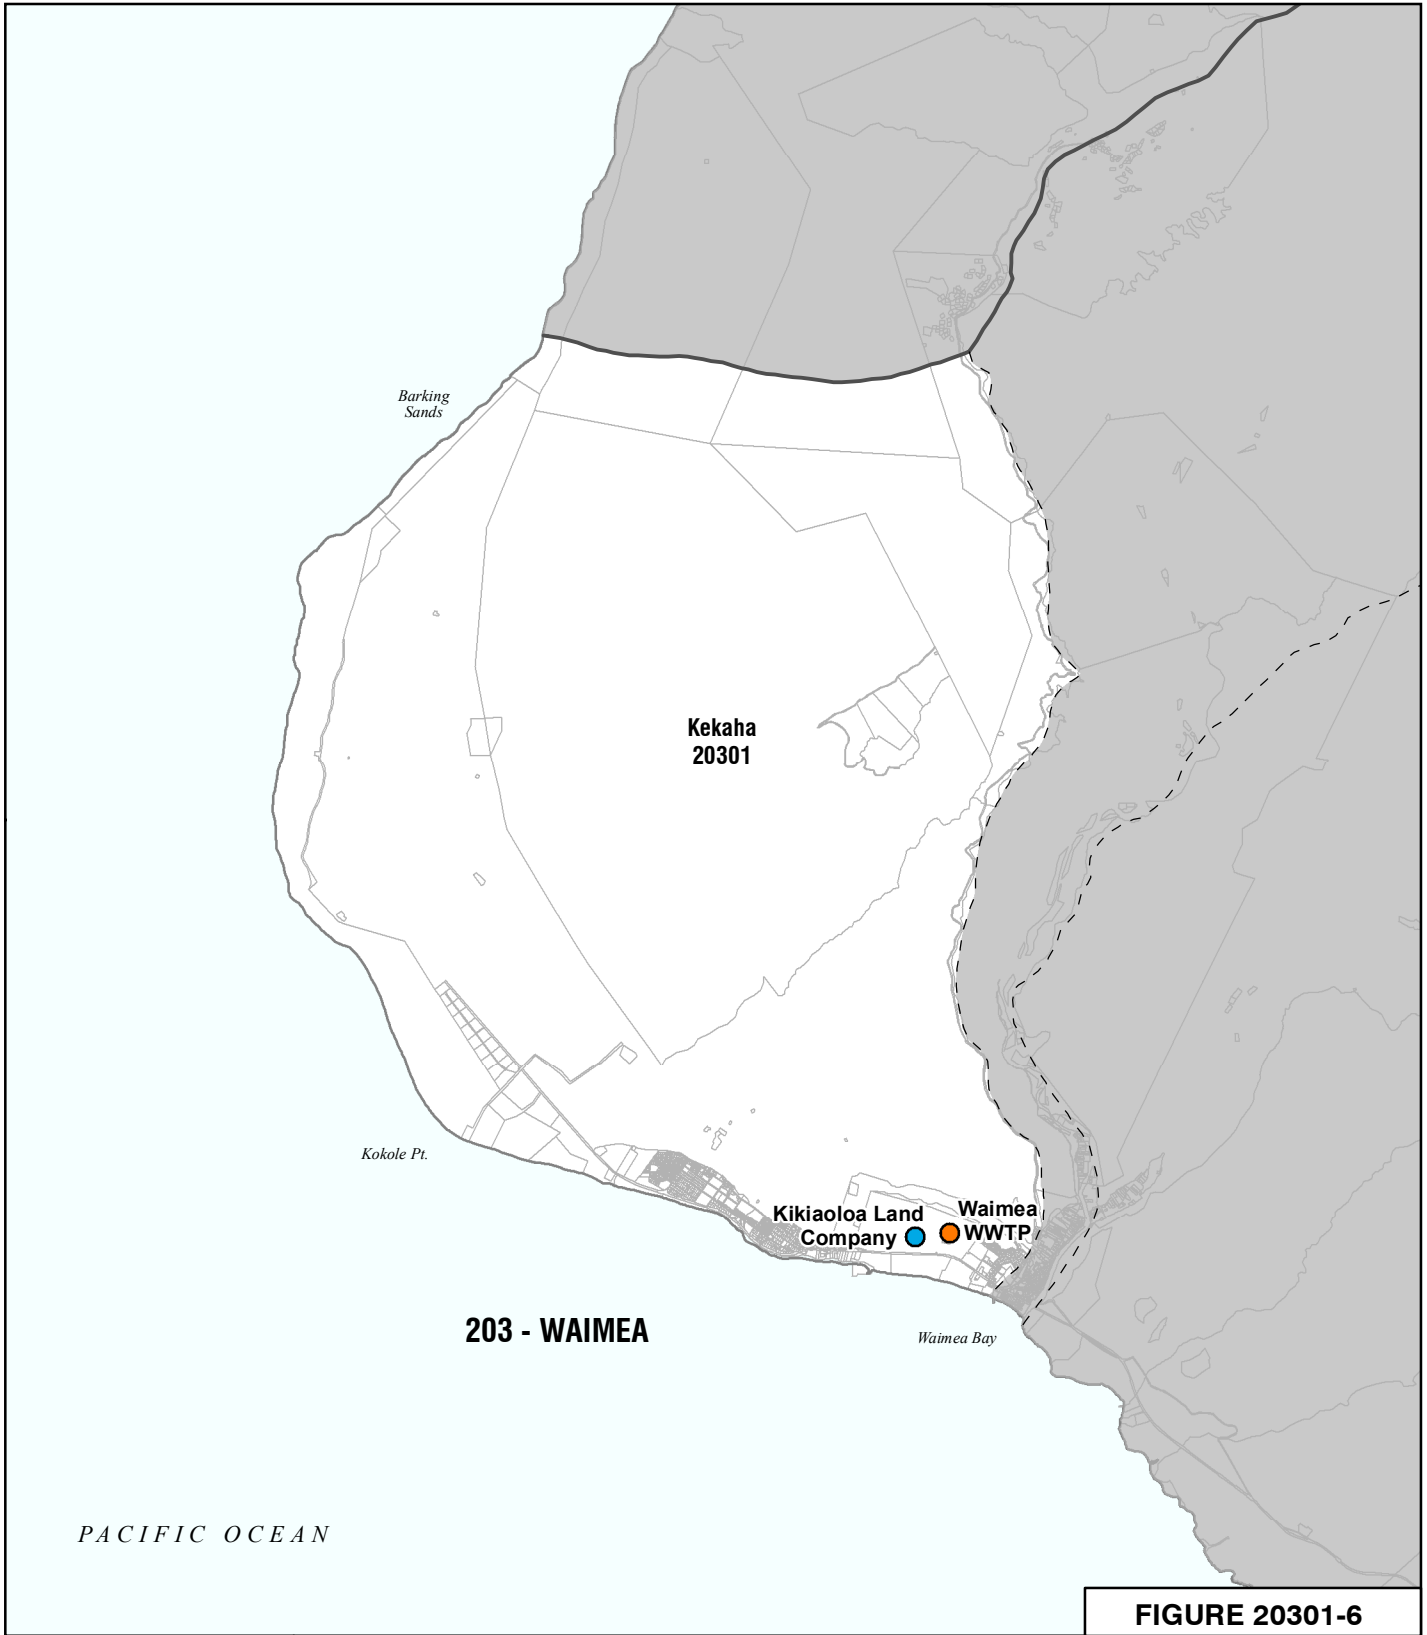 Barking
Sands
Kekaha
20301
Kokole Pt.
Kikiaoloa Land
Company
Waimea
WWTP
203 - WAIMEA
Waimea Bay
PACIFIC OCEAN
FIGURE 20301-6